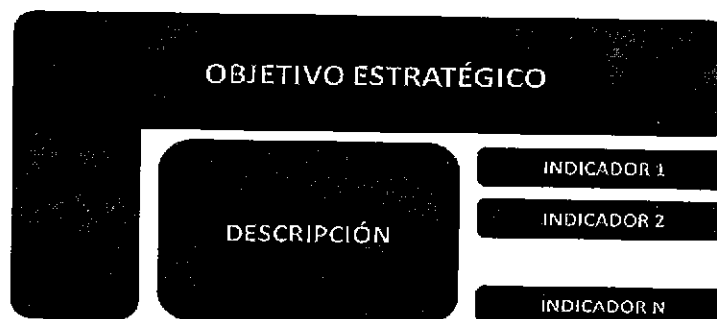 OBJETIVO ESTRATÉGICO
DESCRIPCIÓN
INDICADOR 1
INDICADOR 2
INDICADOR N